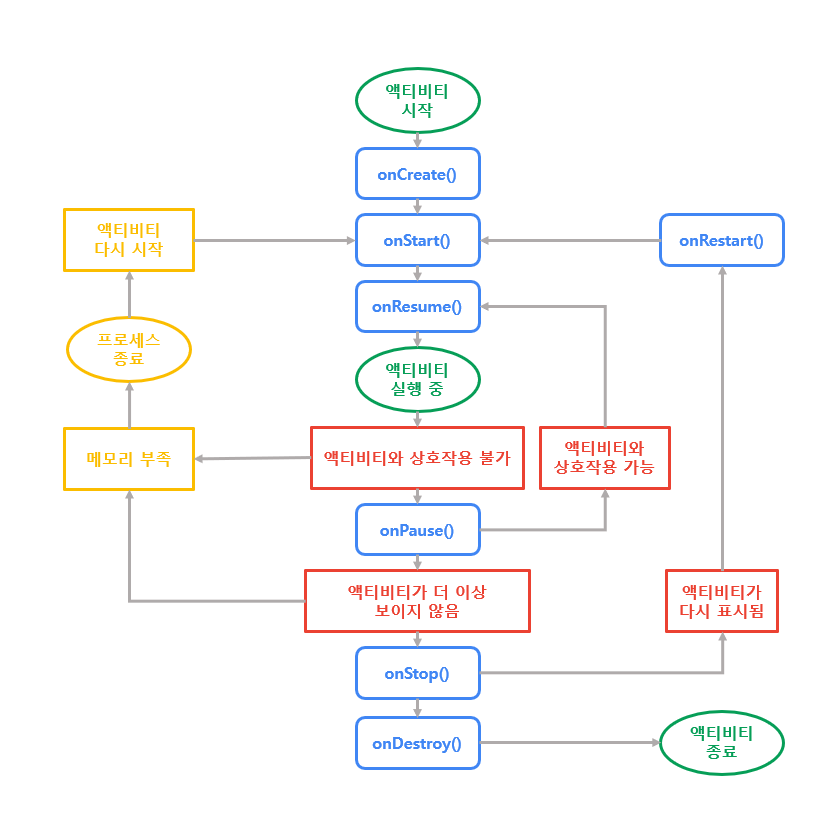 액티비티
시작
onCreate()
액티비티
다시 시작
onStart()
onRestart()
onResume()
프로세스
종료
액티비티
실행 중
메모리 부족
액티비티와 상호작용 불가
액티비티와
상호작용 가능
onPause()
액티비티가 더 이상
보이지 않음
액티비티가
다시 표시됨
onStop()
onDestroy()
액티비티
종료